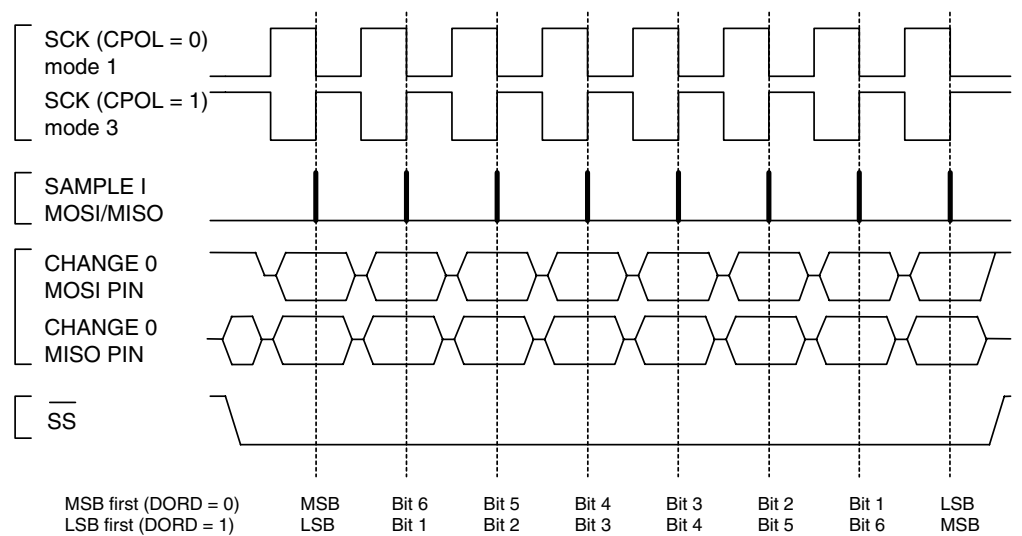 SCK (CPOL = 0)
mode 1
SCK (CPOL = 1)
mode 3
SAMPLE I
MOSI/MISO
CHANGE 0
MOSI PIN
CHANGE 0
MISO PIN
SS
MSB first (DORD = 0) MSB Bit 6 Bit 5 Bit 4 Bit 3 Bit 2 Bit 1 LSB
LSB first (DORD = 1) LSB Bit 1 Bit 2 Bit 3 Bit 4 Bit 5 Bit 6 MSB